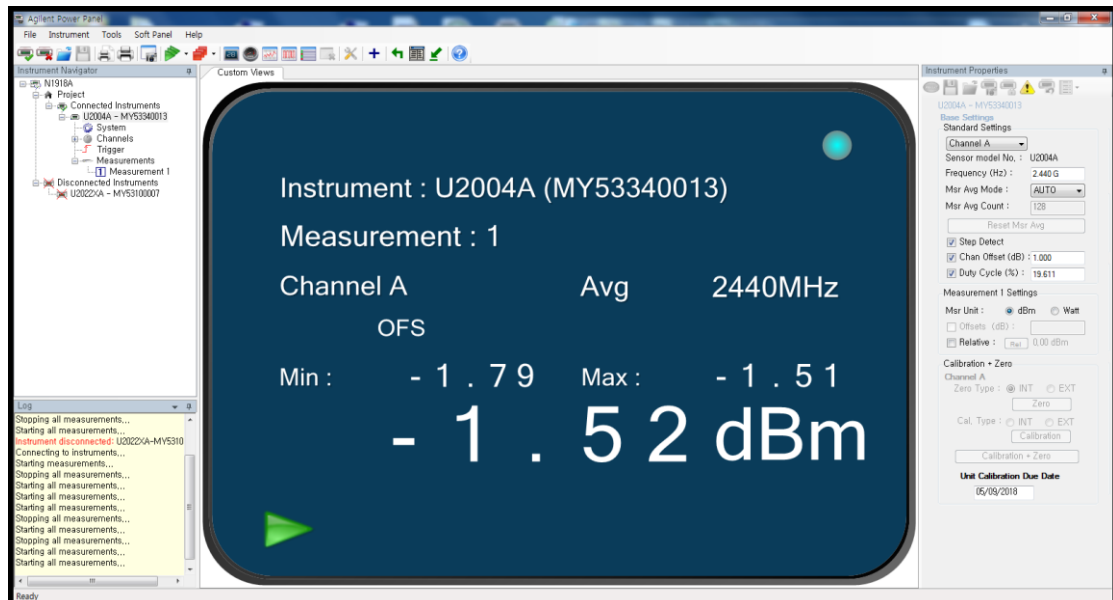 Agilent Power Panel
File Instrument Tools Soft Panel Help
Instrument Navigator
N1918A
Project
Connected Instruments
U2004A - MY53340013
System
Channels
Trigger
Measurements
1 Measurement 1
Disconnected Instruments
U2022XA - MY53100007
Log
Stopping all measurements...
Starting all measurements...
Instrument disconnected: U2022XA-MY5310
Connecting to instruments...
Starting measurements...
Stopping all measurements...
Starting all measurements...
Starting all measurements...
Starting all measurements...
Stopping all measurements...
Starting all measurements...
Stopping all measurements...
Starting all measurements...
Starting all measurements...
Custom Views
Instrument : U2004A (MY53340013)
Measurement : 1
Channel A Avg 2440MHz
OFS
Min : - 1 . 7 9 Max : - 1 . 5 1
- 1 . 5 2 dBm
Instrument Properties
U2004A - MY53340013
Base Settings
Standard Settings
Channel A
Sensor model No. : U2004A
Frequency (Hz) : 2.440 G
Msr Avg Mode : AUTO
Msr Avg Count : 128
Reset Msr Avg
Step Detect
Chan Offset (dB) : 1.000
Duty Cycle (%) : 19.611
Measurement 1 Settings
Msr Unit : dBm Watt
Offsets (dB) :
Relative : Rel 0.00 dBm
Calibration + Zero
Channel A
Zero Type : INT EXT
Zero
Cal. Type : INT EXT
Calibration
Calibration + Zero
Unit Calibration Due Date
05/09/2018
Ready